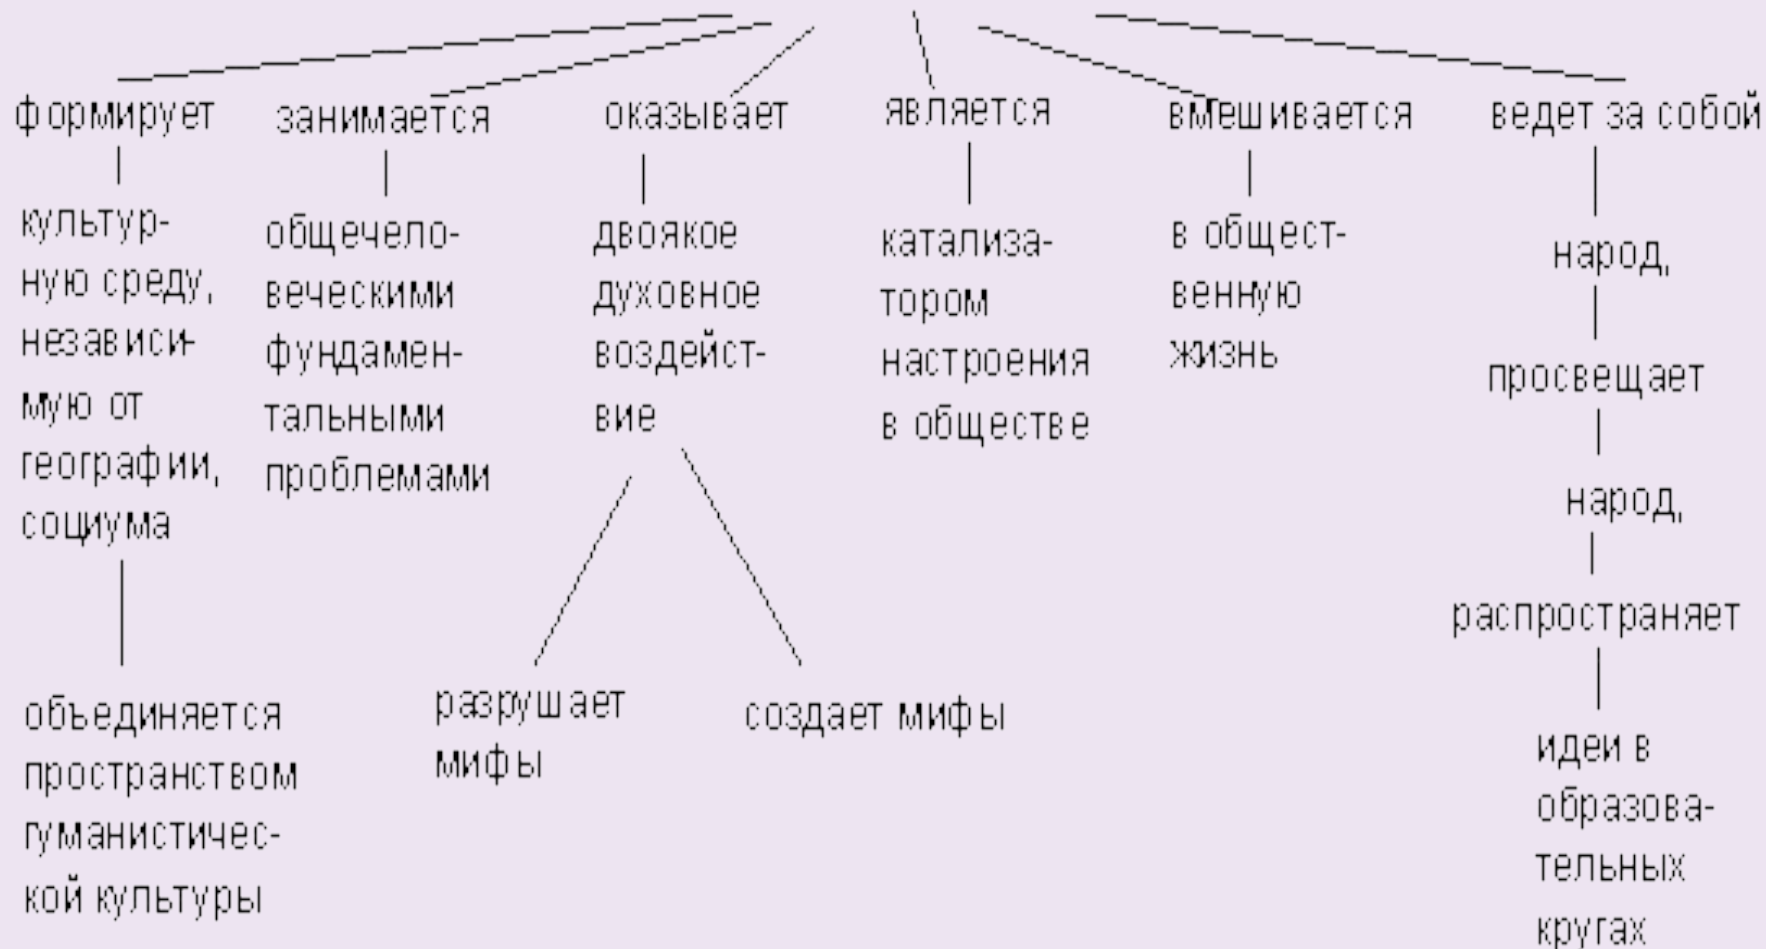 формирует
культур-
ную среду,
независи-
мую от
географии,
социума
объединяется
пространством
гуманистичес-
кой культуры
занимается
общечело-
веческими
фундамен-
тальными
проблемами
оказывает
двоякое
духовное
воздейст-
вие
разрушает
мифы
создает мифы
является
катализа-
тором
настроения
в обществе
вмешивается
в общест-
венную
жизнь
ведет за собой
народ,
просвещает
народ,
распространяет
идеи в
образова-
тельных
кругах